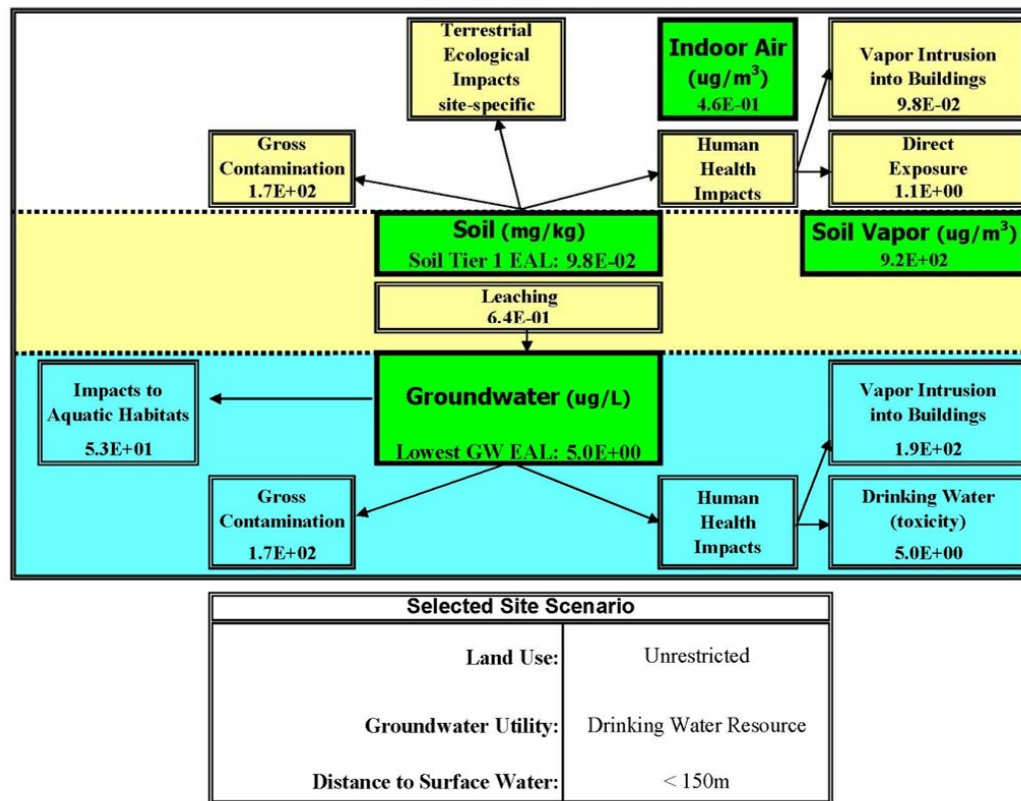 Terrestrial
Ecological
Impacts
site-specific
Indoor Air
(ug/m³)
4.6E-01
Vapor Intrusion
into Buildings
9.8E-02
Gross
Contamination
1.7E+02
Human
Health
Impacts
Direct
Exposure
1.1E+00
Soil (mg/kg)
Soil Tier 1 EAL: 9.8E-02
Soil Vapor (ug/m³)
9.2E+02
Leaching
6.4E-01
Impacts to
Aquatic Habitats
5.3E+01
Groundwater (ug/L)
Lowest GW EAL: 5.0E+00
Vapor Intrusion
into Buildings
1.9E+02
Gross
Contamination
1.7E+02
Human
Health
Impacts
Drinking Water
(toxicity)
5.0E+00
Selected Site Scenario
Land Use: Unrestricted
Groundwater Utility: Drinking Water Resource
Distance to Surface Water: < 150m